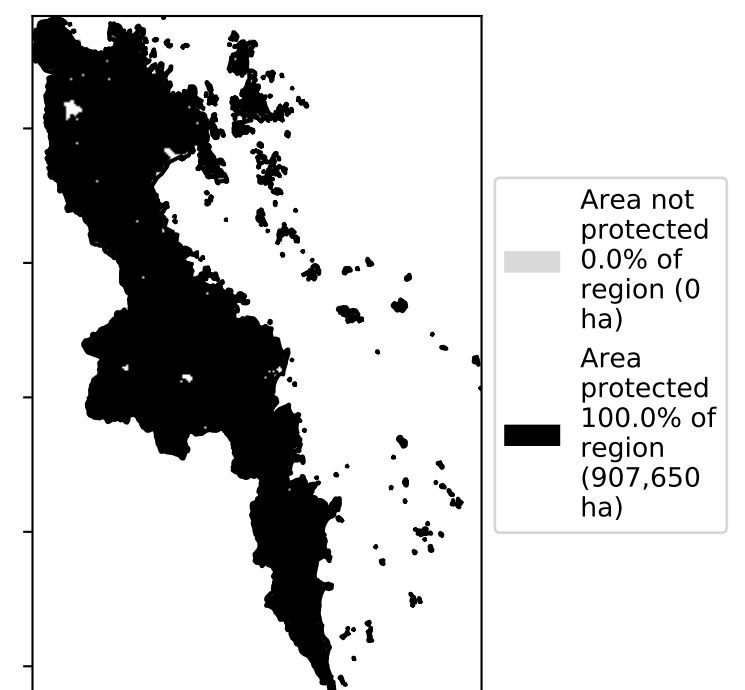 Area not
protected
0.0% of
region (0
ha)
Area
protected
100.0% of
region
(907,650
ha)